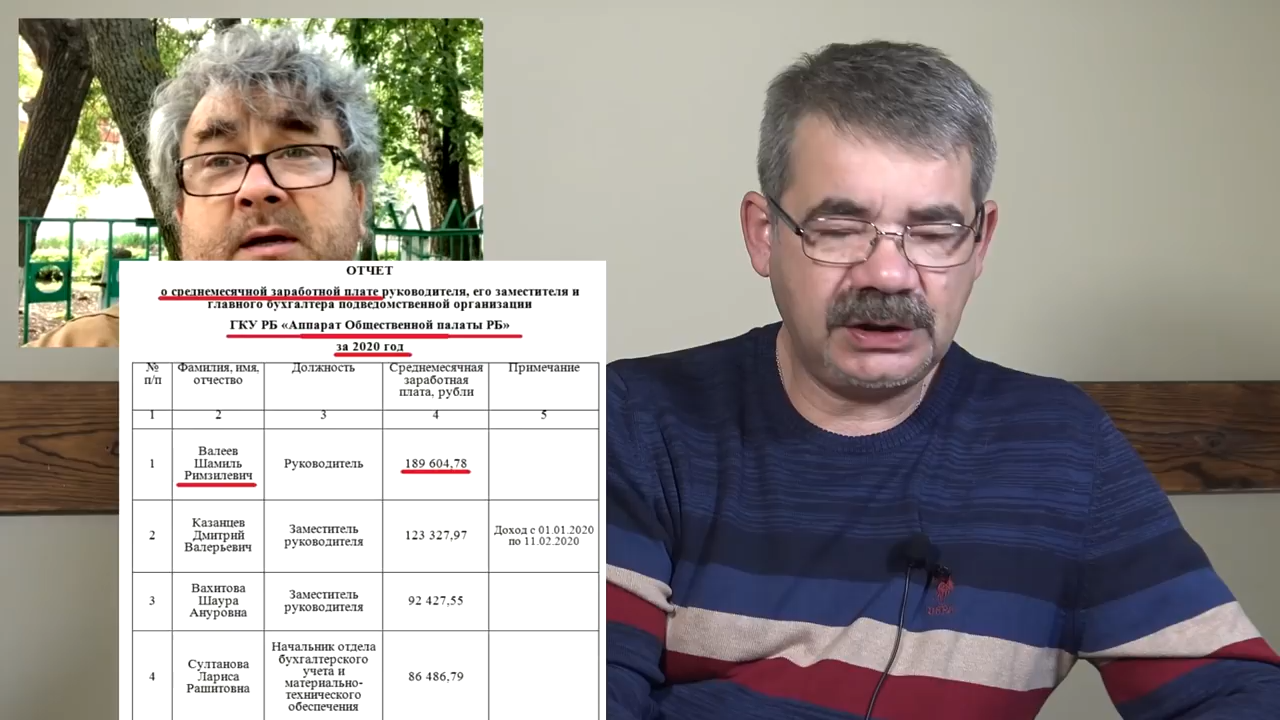 ОТЧЕТ
о среднемесячной заработной плате руководителя, его заместителя и
главного бухгалтера подведомственной организации
ГКУ РБ «Аппарат Общественной палаты РБ»
за 2020 год
№ п/п Фамилия, имя, отчество Должность Среднемесячная заработная плата, рубли Примечание
1 2 3 4 5
1 Валеев Шамиль Римзилевич Руководитель 189 604,78
2 Казанцев Дмитрий Валерьевич Заместитель руководителя 123 327,97 Доход с 01.01.2020 по 11.02.2020
3 Вахитова Шаура Ануровна Заместитель руководителя 92 427,55
4 Султанова Лариса Рашитовна Начальник отдела бухгалтерского учета и материально-технического обеспечения 86 486,79